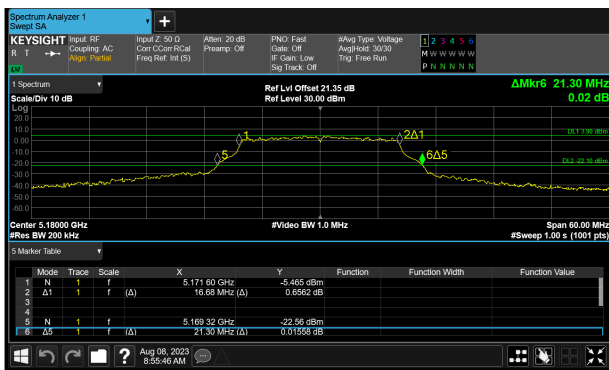 Spectrum Analyzer 1
Swept SA
+
KEYSIGHT Input: RF Input Z: 50 Ω Atten: 20 dB PNO: Fast #Avg Type: Voltage 1 2 3 4 5 6
R T Coupling: AC Corr CCorr RCal Preamp: Off Gate: Off Avg|Hold: 30/30 M W W W W W
Align: Partial Freq Ref: Int (S) IF Gain: Low Trig: Free Run
Sig Track: Off P N N N N N
LXI
1 Spectrum Ref Lvl Offset 21.35 dB ΔMkr6 21.30 MHz
Scale/Div 10 dB Ref Level 30.00 dBm 0.02 dB
Log
20.0
10.0 1 2Δ1 DL1 3.90 dBm
0.00
-10.0 5 6Δ5
-20.0 DL2 -22.10 dBm
-30.0
-40.0
-50.0
-60.0
Center 5.18000 GHz #Video BW 1.0 MHz Span 60.00 MHz
#Res BW 200 kHz #Sweep 1.00 s (1001 pts)
5 Marker Table
Mode Trace Scale X Y Function Function Width Function Value
1 N 1 f 5.171 60 GHz -5.465 dBm
2 Δ1 1 f (Δ) 16.68 MHz (Δ) 0.6562 dB
3
4
5 N 1 f 5.169 32 GHz -22.56 dBm
6 Δ5 1 f (Δ) 21.30 MHz (Δ) 0.01558 dB
? Aug 08, 2023
8:55:46 AM